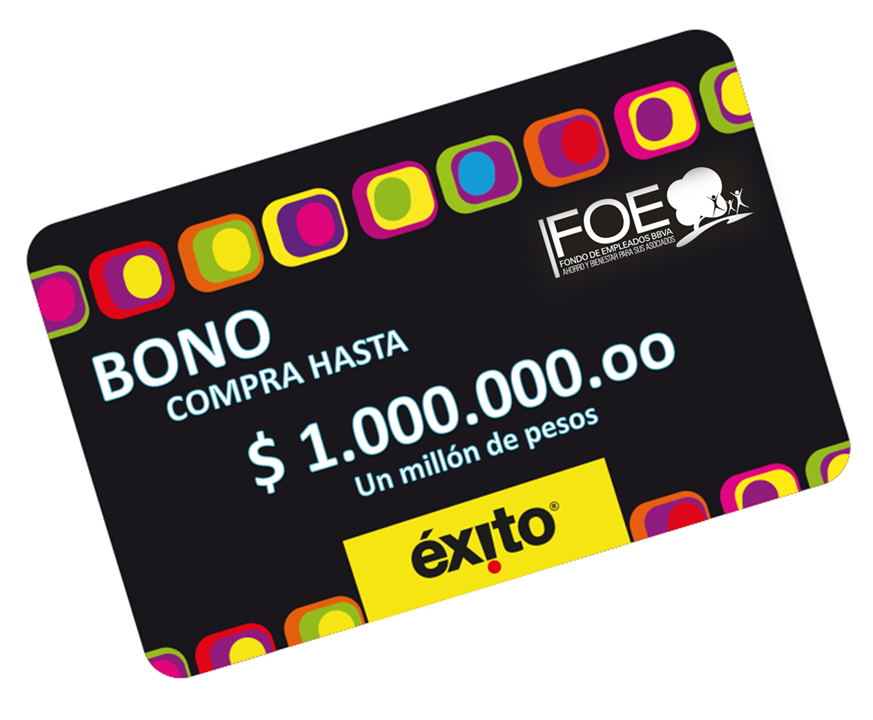 FOE
FONDO DE EMPLEADOS BBVA
AHORRO Y BIENESTAR PARA SUS ASOCIADOS
BONO
COMPRA HASTA
$ 1.000.000.oo
Un millón de pesos
éxito®